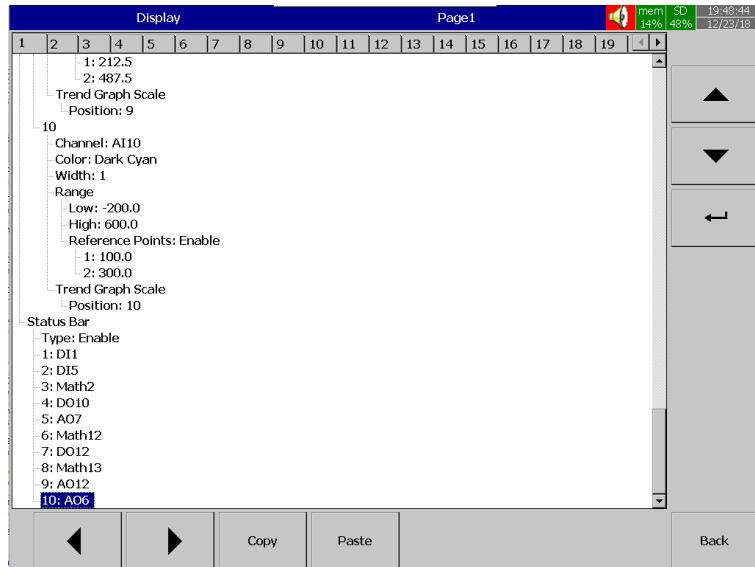 Display
Page1
mem 14%
SD 48%
19:48:44
12/23/18
1 2 3 4 5 6 7 8 9 10 11 12 13 14 15 16 17 18 19
1: 212.5
2: 487.5
Trend Graph Scale
Position: 9
10
Channel: AI10
Color: Dark Cyan
Width: 1
Range
Low: -200.0
High: 600.0
Reference Points: Enable
1: 100.0
2: 300.0
Trend Graph Scale
Position: 10
Status Bar
Type: Enable
1: DI1
2: DI5
3: Math2
4: DO10
5: AO7
6: Math12
7: DO12
8: Math13
9: AO12
10: AO6
Copy
Paste
Back